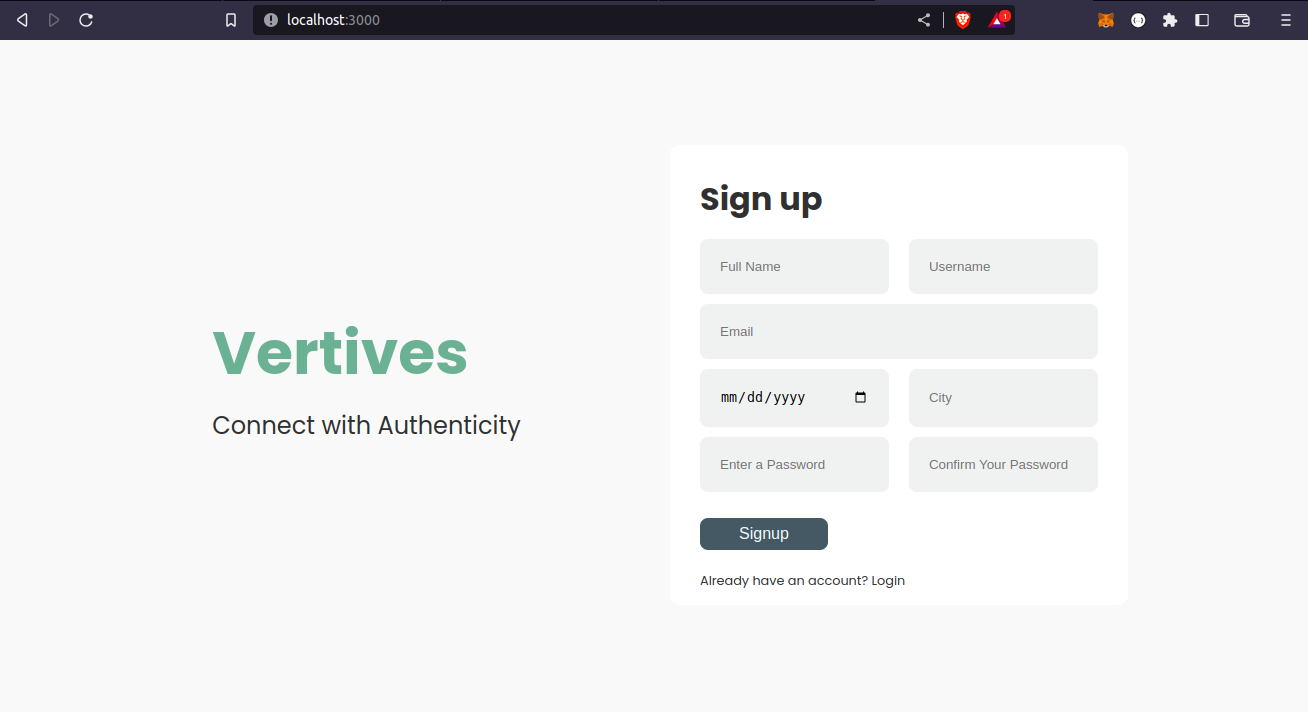 localhost:3000
1
Vertives
Connect with Authenticity
Sign up
Full Name
Username
Email
mm/dd/yyyy
City
Enter a Password
Confirm Your Password
Signup
Already have an account? Login